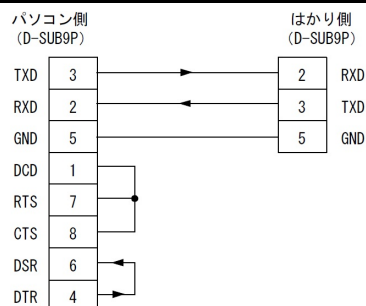 パソコン側 はかり側
(D-SUB9P) (D-SUB9P)
TXD 3 2 RXD
RXD 2 3 TXD
GND 5 5 GND
DCD 1
RTS 7
CTS 8
DSR 6
DTR 4